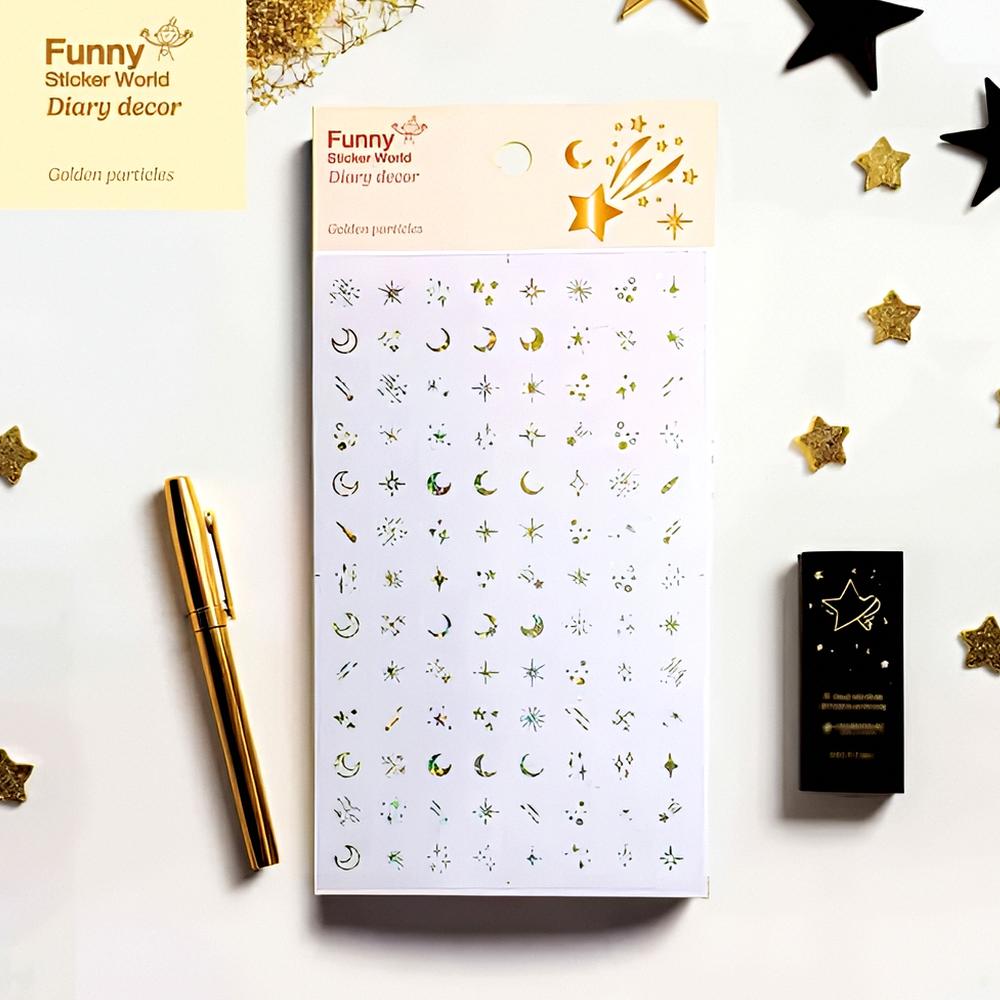 Funny
Sticker World
Diary decor
Golden particles
Funny
Sticker World
Diary decor
Golden particles